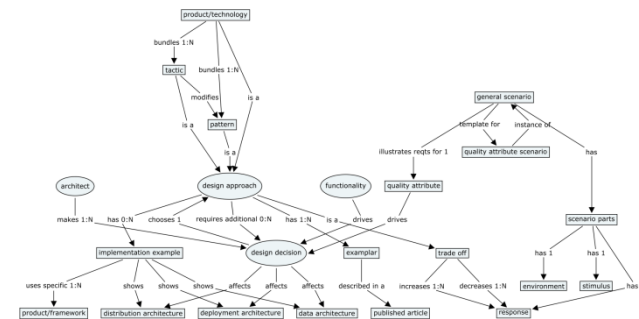 product/technology
bundles 1:N
tactic
bundles 1:N
general scenario
modifies
is a
pattern
template for
instance of
is a
is a
illustrates reqts for 1
quality attribute scenario
has
architect
design approach
functionality
quality attribute
makes 1:N
has 0:N
chooses 1
requires additional 0:N
has 1:N
is a
drives
drives
scenario parts
implementation example
design decision
examplar
trade off
has 1
has 1
uses specific 1:N
shows
shows
shows
affects
affects
affects
described in a
increases 1:N
decreases 1:N
environment
stimulus
has
product/framework
distribution architecture
deployment architecture
data architecture
published article
response